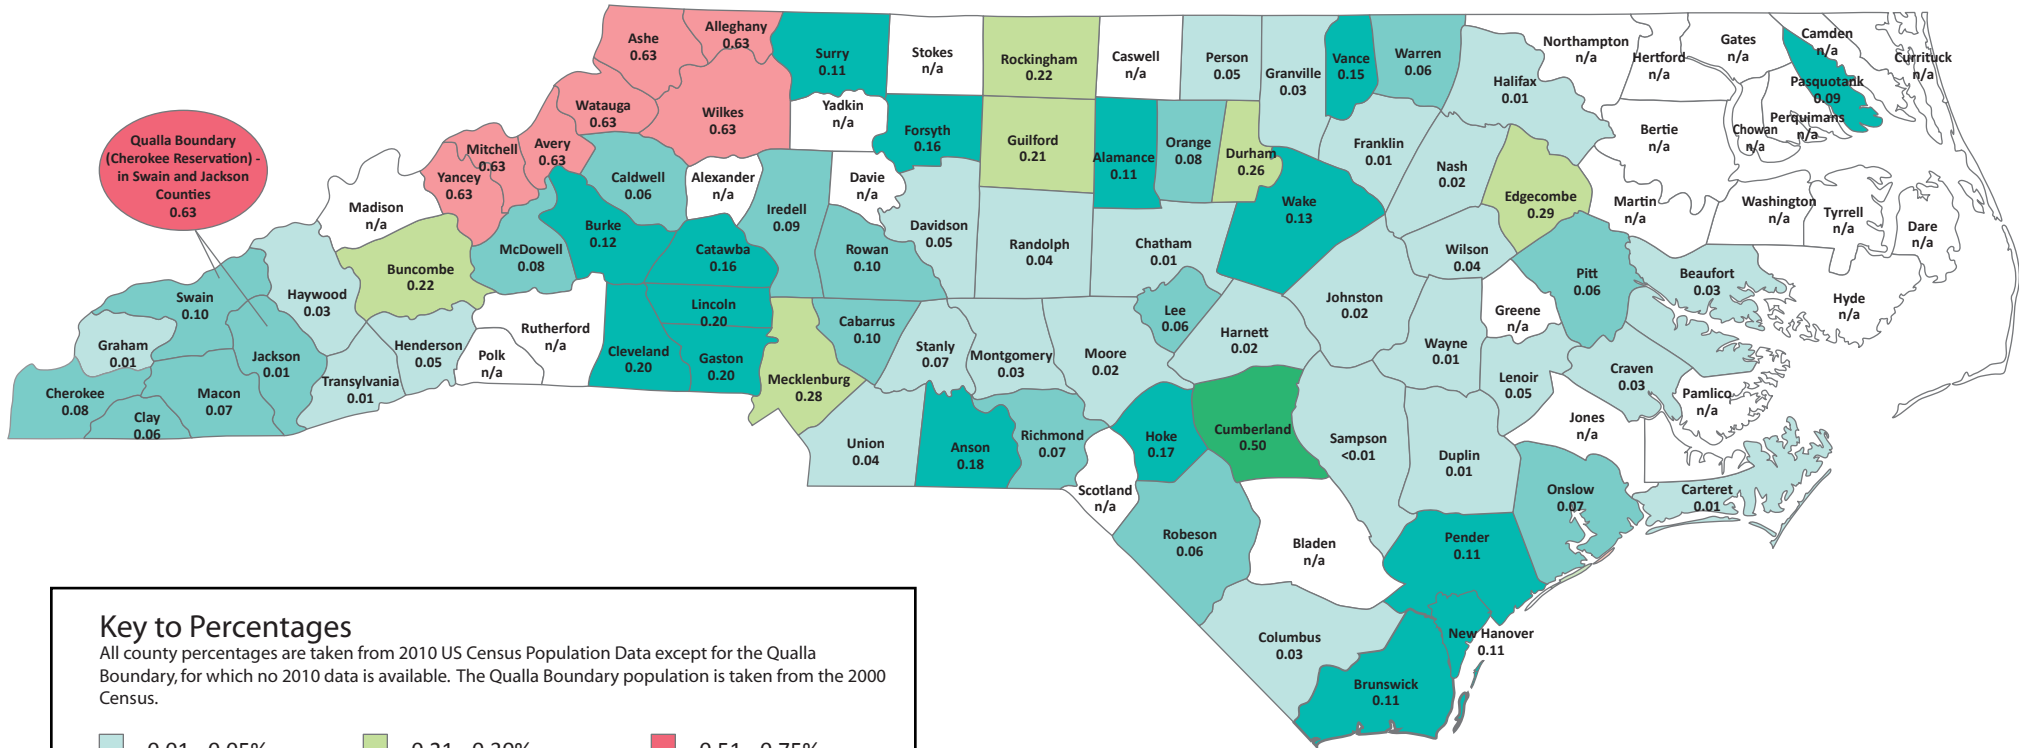 Ashe
0.63
Alleghany
0.63
Surry
0.11
Stokes
n/a
Rockingham
0.22
Caswell
n/a
Person
0.05
Granville
0.03
Vance
0.15
Warren
0.06
Halifax
0.01
Northampton
n/a
Hertford
n/a
Gates
n/a
Camden
n/a
Currituck
n/a
Pasquotank
0.09
Perquimans
n/a
Chowan
n/a
Bertie
n/a
Watauga
0.63
Wilkes
0.63
Yadkin
n/a
Forsyth
0.16
Guilford
0.21
Alamance
0.11
Orange
0.08
Durham
0.26
Franklin
0.01
Nash
0.02
Edgecombe
0.29
Martin
n/a
Washington
n/a
Tyrrell
n/a
Dare
n/a
Qualla Boundary
(Cherokee Reservation) -
in Swain and Jackson
Counties
0.63
Mitchell
0.63
Avery
0.63
Yancey
0.63
Caldwell
0.06
Alexander
n/a
Davie
n/a
Iredell
0.09
Madison
n/a
Burke
0.12
McDowell
0.08
Catawba
0.16
Rowan
0.10
Davidson
0.05
Randolph
0.04
Chatham
0.01
Wake
0.13
Wilson
0.04
Pitt
0.06
Beaufort
0.03
Hyde
n/a
Buncombe
0.22
Haywood
0.03
Swain
0.10
Graham
0.01
Jackson
0.01
Cherokee
0.08
Clay
0.06
Macon
0.07
Transylvania
0.01
Henderson
0.05
Polk
n/a
Rutherford
n/a
Cleveland
0.20
Lincoln
0.20
Gaston
0.20
Mecklenburg
0.28
Cabarrus
0.10
Stanly
0.07
Montgomery
0.03
Moore
0.02
Lee
0.06
Harnett
0.02
Johnston
0.02
Wayne
0.01
Greene
n/a
Lenoir
0.05
Craven
0.03
Pamlico
n/a
Jones
n/a
Union
0.04
Anson
0.18
Richmond
0.07
Scotland
n/a
Hoke
0.17
Cumberland
0.50
Sampson
<0.01
Duplin
0.01
Onslow
0.07
Carteret
0.01
Robeson
0.06
Bladen
n/a
Pender
0.11
New Hanover
0.11
Columbus
0.03
Brunswick
0.11
Key to Percentages
All county percentages are taken from 2010 US Census Population Data except for the Qualla
Boundary, for which no 2010 data is available. The Qualla Boundary population is taken from the 2000
Census.
0.01 - 0.05% 0.21 - 0.30% 0.51 - 0.75%